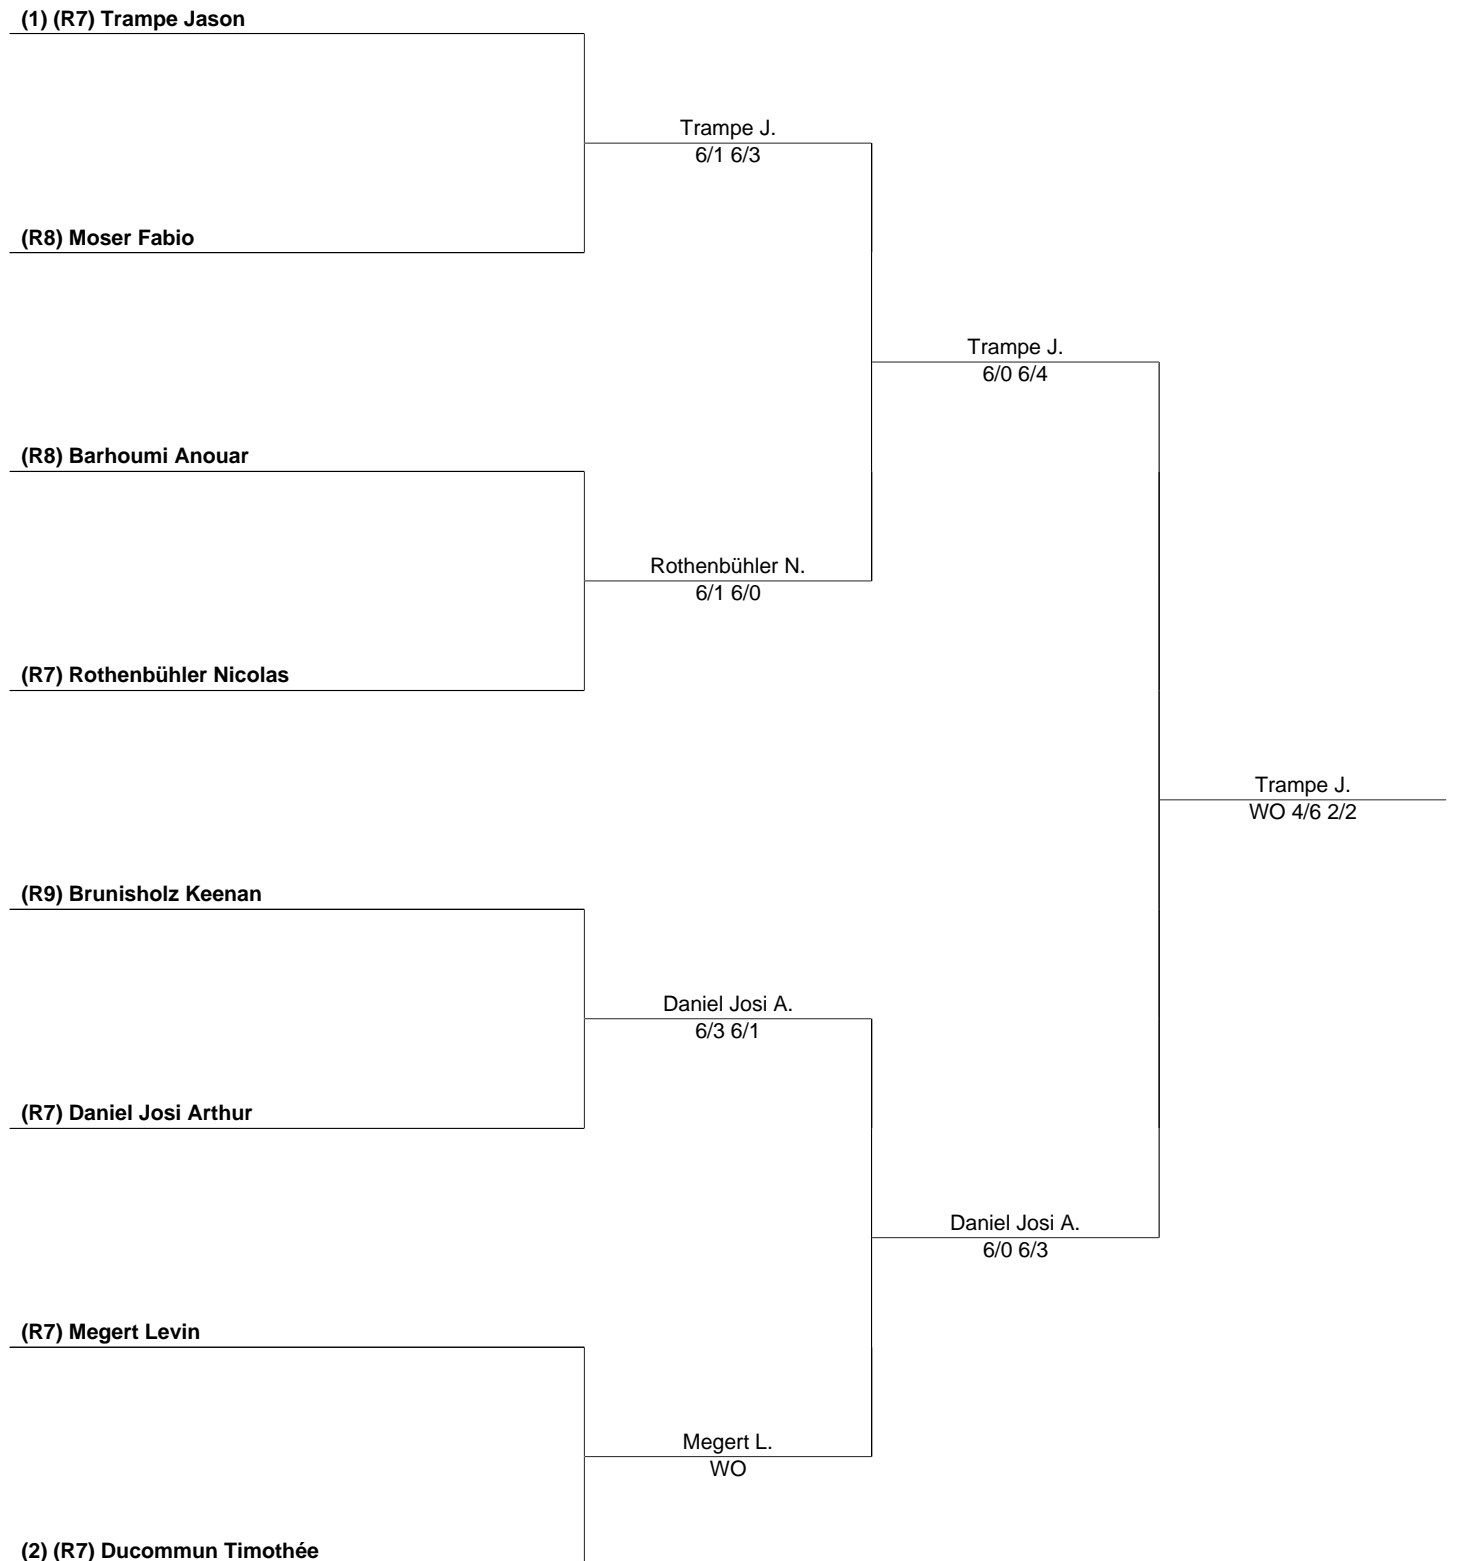 (1) (R7) Trampe Jason
Trampe J.
6/1 6/3
(R8) Moser Fabio
Trampe J.
6/0 6/4
(R8) Barhoumi Anouar
Rothenbühler N.
6/1 6/0
(R7) Rothenbühler Nicolas
Trampe J.
WO 4/6 2/2
(R9) Brunisholz Keenan
Daniel Josi A.
6/3 6/1
(R7) Daniel Josi Arthur
Daniel Josi A.
6/0 6/3
(R7) Megert Levin
Megert L.
WO
(2) (R7) Ducommun Timothée